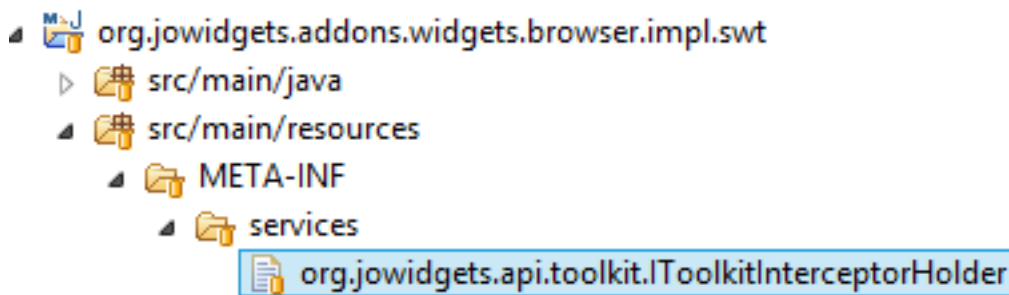 org.jowidgets.addons.widgets.browser.impl.swt
src/main/java
src/main/resources
META-INF
services
org.jowidgets.api.toolkit.IToolkitInterceptorHolder